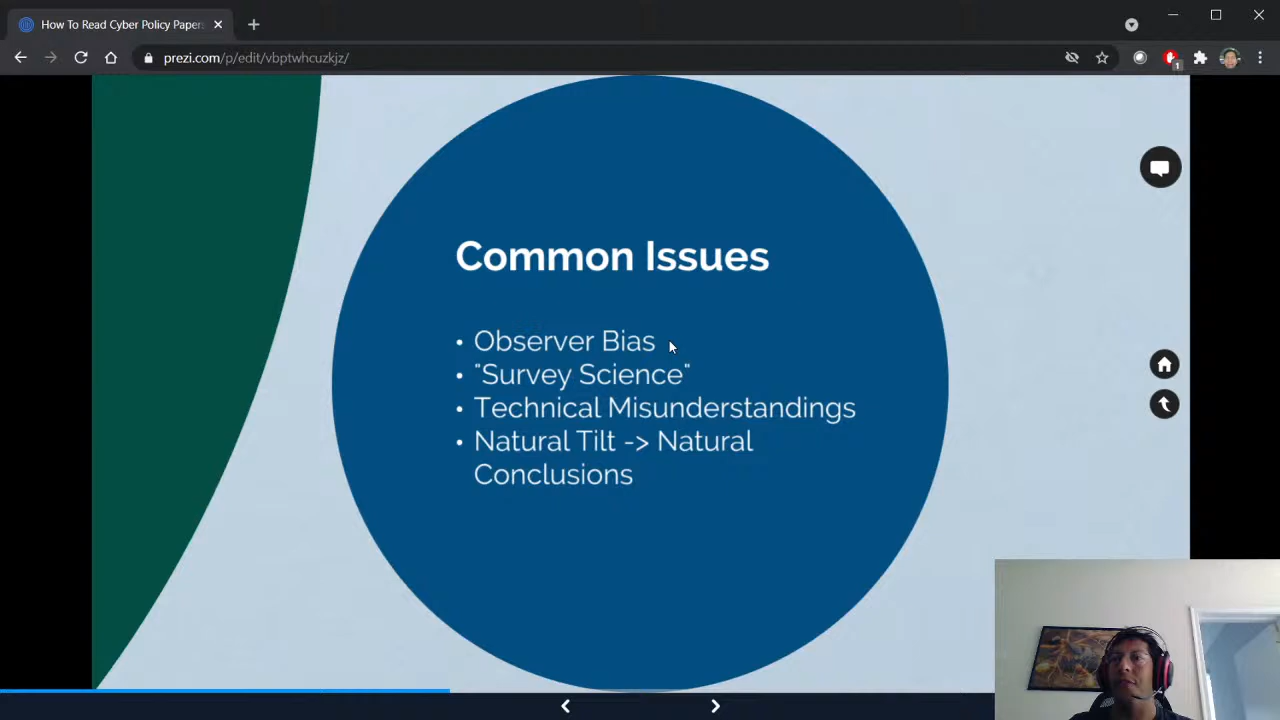 How To Read Cyber Policy Paper
prezi.com/p/edit/vbptwhcuzkjz/
1
Common Issues
• Observer Bias
• "Survey Science"
• Technical Misunderstandings
• Natural Tilt -> Natural
Conclusions